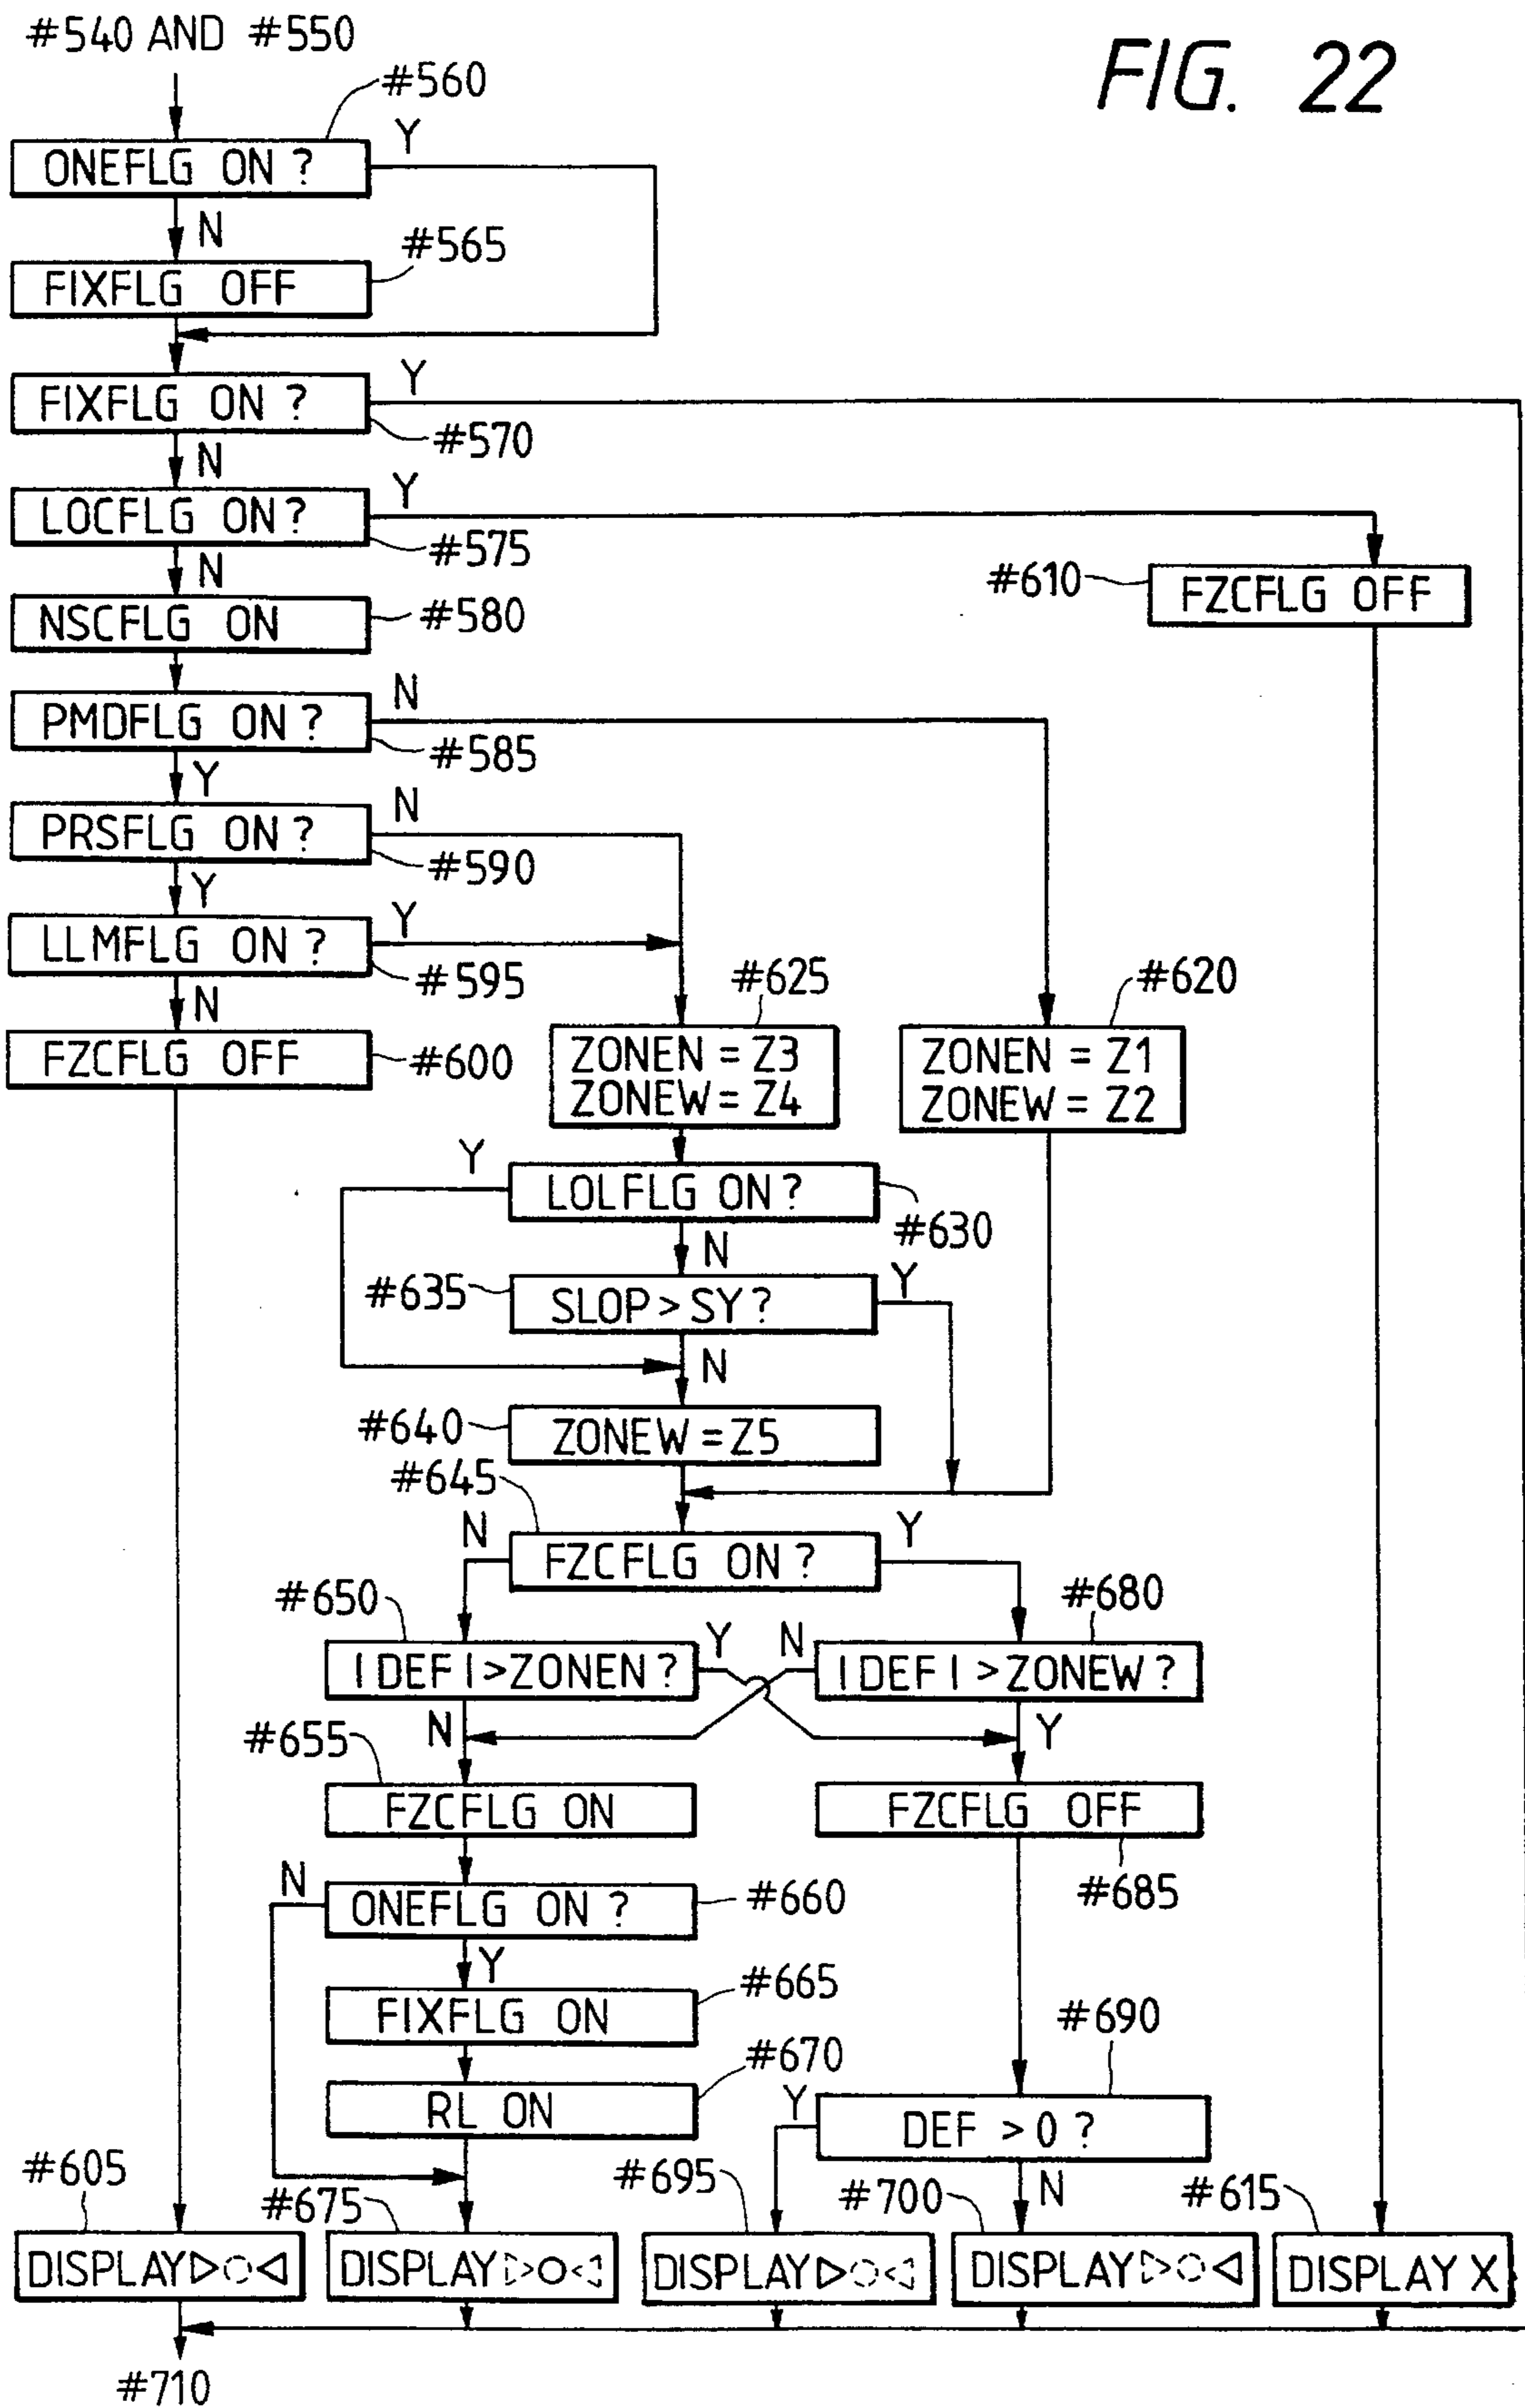 #540 AND #550
FIG. 22
#560
ONEFLG ON ?
Y
N
#565
FIXFLG OFF
FIXFLG ON ?
Y
#570
N
LOCFLG ON ?
Y
#575
N
#610
FZCFLG OFF
NSCFLG ON
#580
PMDFLG ON ?
N
#585
Y
PRSFLG ON ?
N
#590
Y
LLMFLG ON ?
Y
#595
N
FZCFLG OFF
#600
#625
ZONEN = Z3
ZONEW = Z4
#620
ZONEN = Z1
ZONEW = Z2
Y
LOLFLG ON ?
#630
N
#635
SLOP > SY ?
Y
N
#640
ZONEW = Z5
#645
N
FZCFLG ON ?
Y
#650
#680
|DEF| > ZONEN ?
Y
N
|DEF| > ZONEW ?
N
Y
#655
FZCFLG ON
FZCFLG OFF
#685
N
ONEFLG ON ?
#660
Y
FIXFLG ON
#665
#690
RL ON
#670
Y
DEF > 0 ?
N
#605
#675
#695
#700
#615
DISPLAY
DISPLAY
DISPLAY
DISPLAY
DISPLAY X
#710